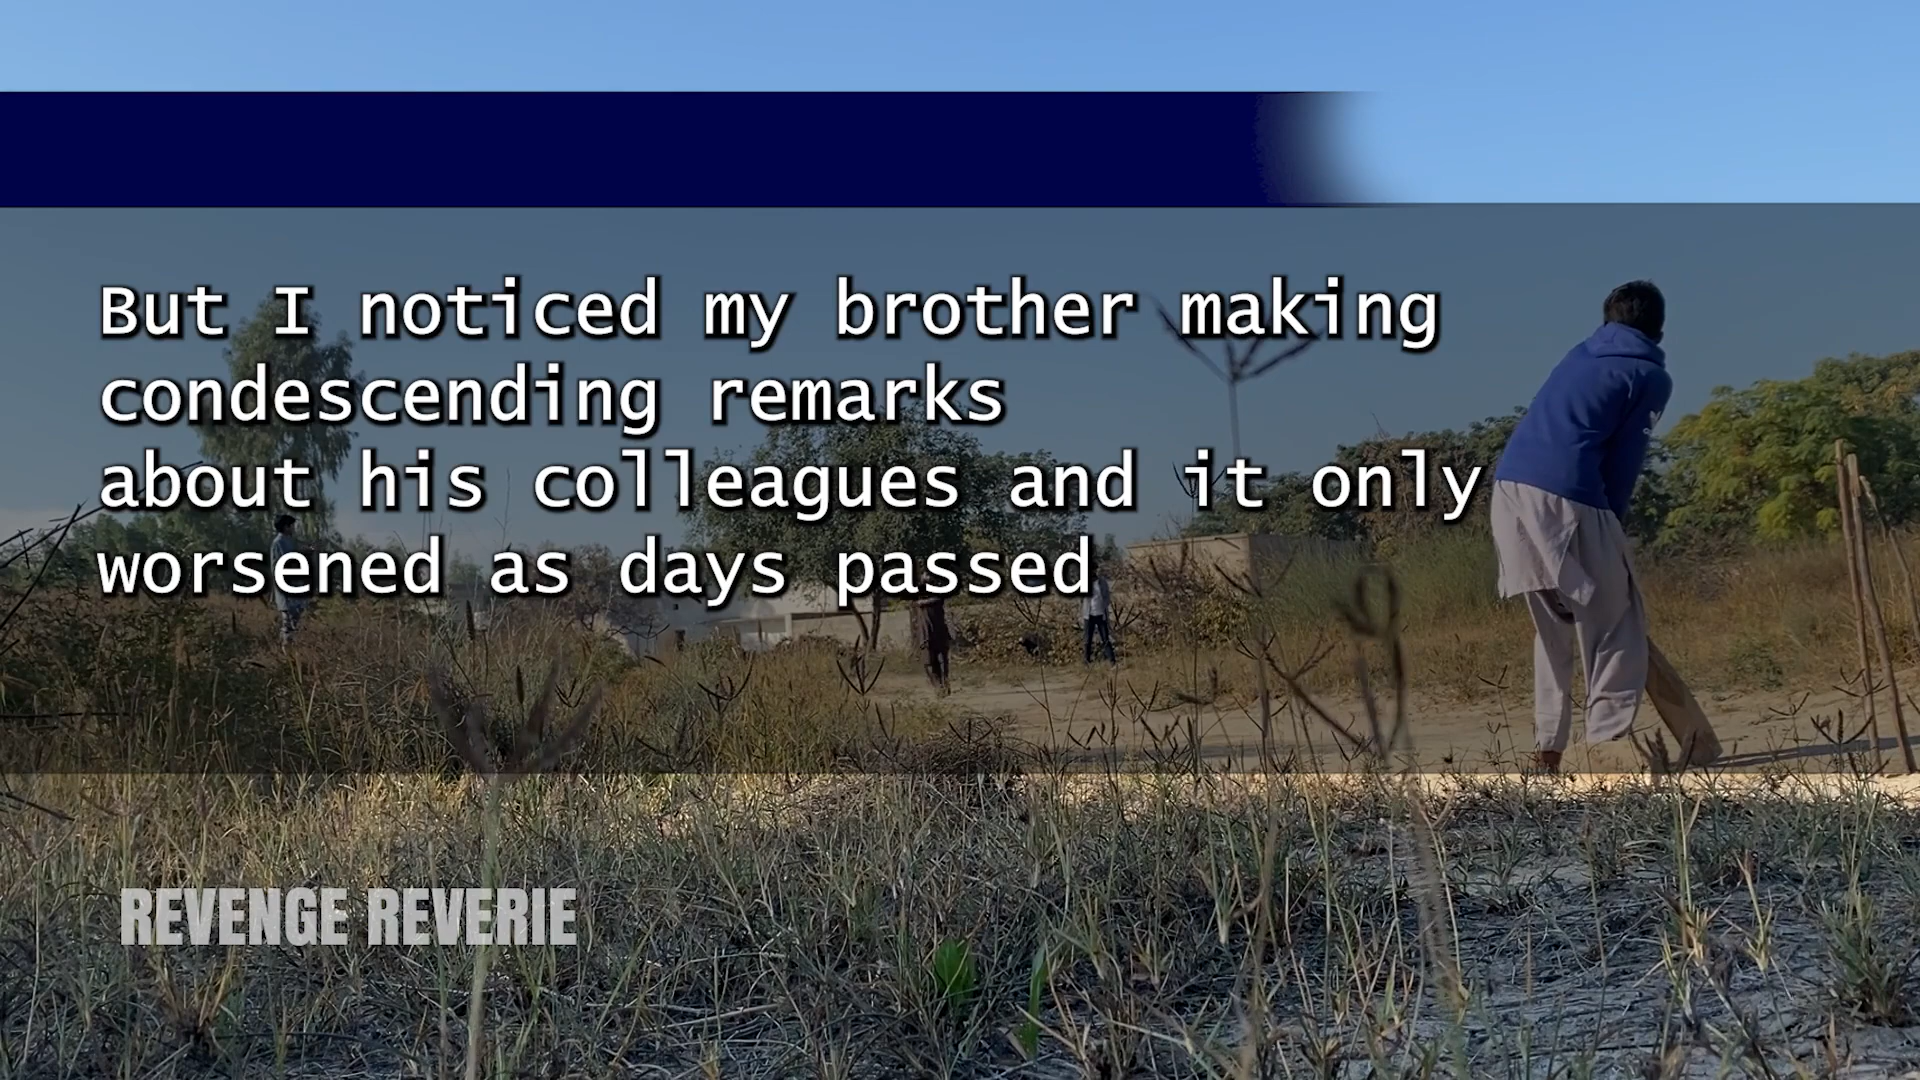 But I noticed my brother making
condescending remarks
about his colleagues and it only
worsened as days passed
REVENGE REVERIE